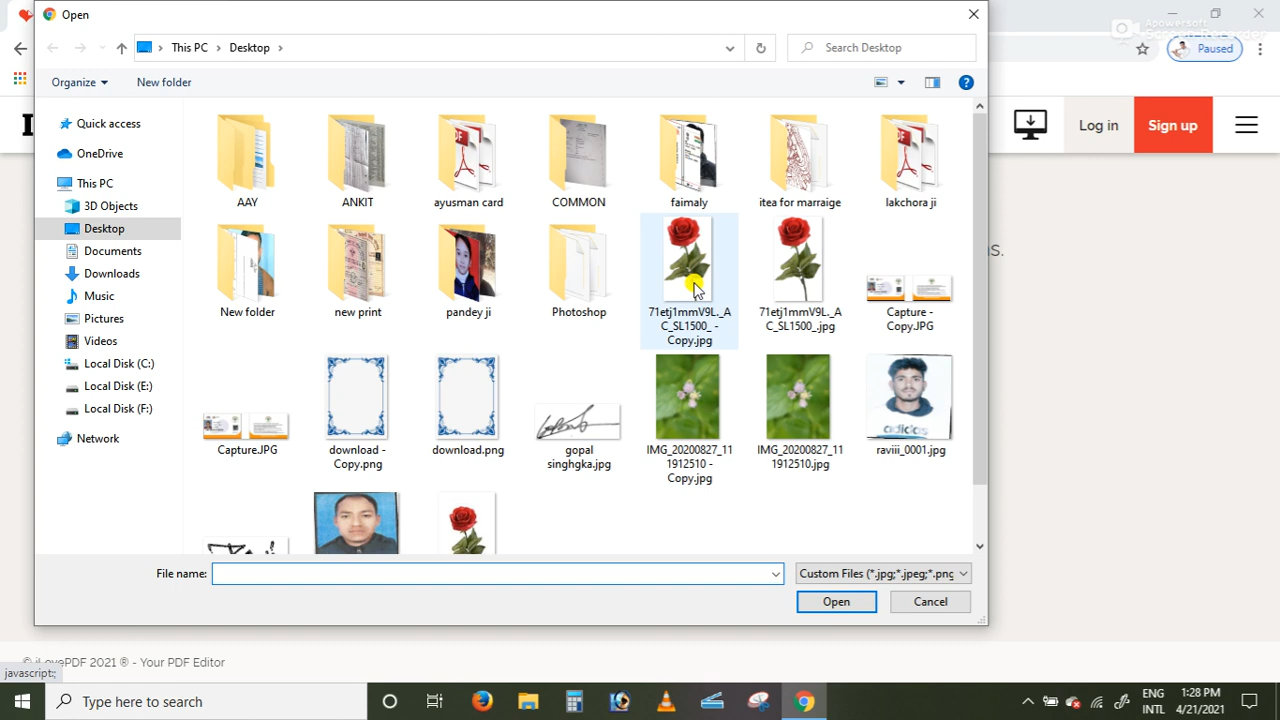 Open
Apowersoft
Screen Recorder
This PC
Desktop
Search Desktop
Paused
Organize
New folder
Log in
Sign up
Quick access
OneDrive
This PC
3D Objects
Desktop
Documents
Downloads
Music
Pictures
Videos
Local Disk (C:)
Local Disk (E:)
Local Disk (F:)
Network
AAY
ANKIT
ayusman card
COMMON
faimaly
itea for marraige
lakchora ji
New folder
new print
pandey ji
Photoshop
71etj1mmV9L._A
C_SL1500_ -
Copy.jpg
71etj1mmV9L._A
C_SL1500_.jpg
Capture -
Copy.JPG
Capture.JPG
download -
Copy.png
download.png
gopal
singhgka.jpg
IMG_20200827_11
1912510 -
Copy.jpg
IMG_20200827_11
1912510.jpg
raviii_0001.jpg
adidas
ns.
File name:
Custom Files (*.jpg;*.jpeg;*.png
Open
Cancel
© iLovePDF 2021 ® - Your PDF Editor
javascript:;
Type here to search
ENG
INTL
1:28 PM
4/21/2021